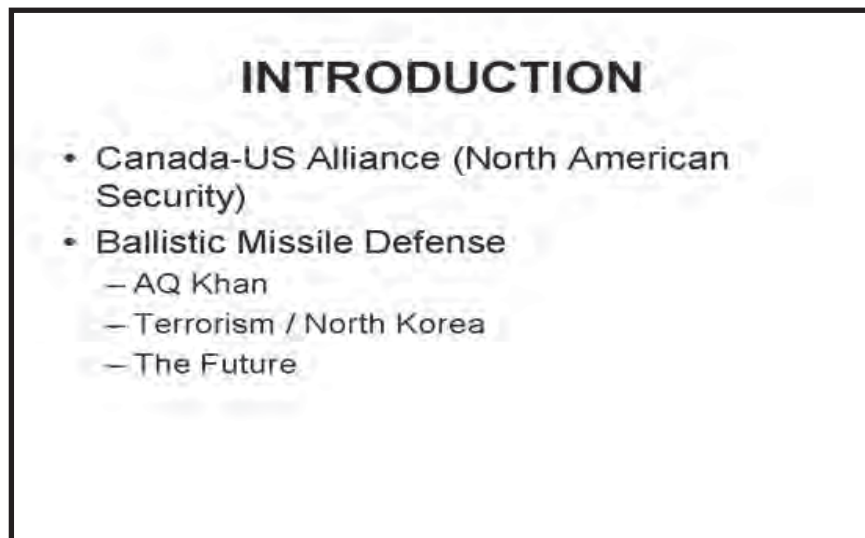 INTRODUCTION
• Canada-US Alliance (North American
Security)
• Ballistic Missile Defense
– AQ Khan
– Terrorism / North Korea
– The Future